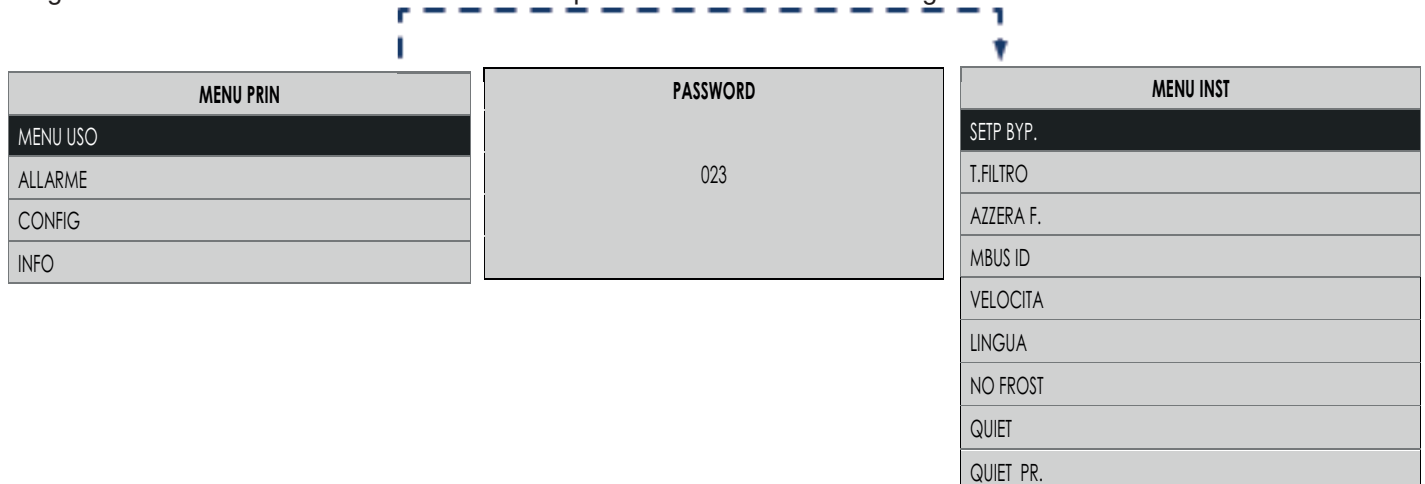 MENU PRIN
MENU USO
ALLARME
CONFIG
INFO
PASSWORD
023
MENU INST
SETP BYP.
T.FILTRO
AZZERA F.
MBUS ID
VELOCITA
LINGUA
NO FROST
QUIET
QUIET PR.